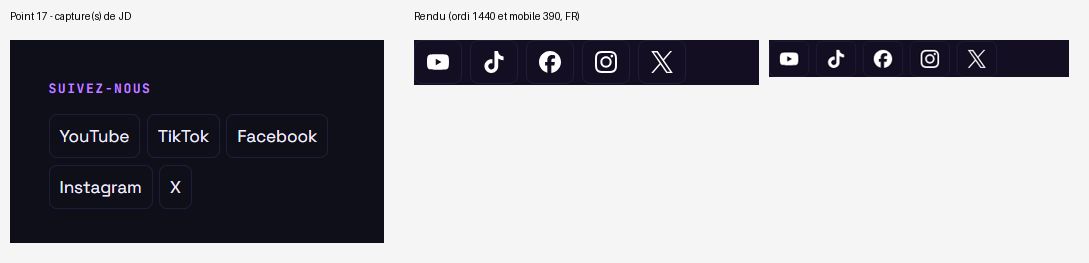 Point 17 - capture(s) de JD
Rendu (ordi 1440 et mobile 390, FR)
SUIVEZ-NOUS
YouTube TikTok Facebook
Instagram X